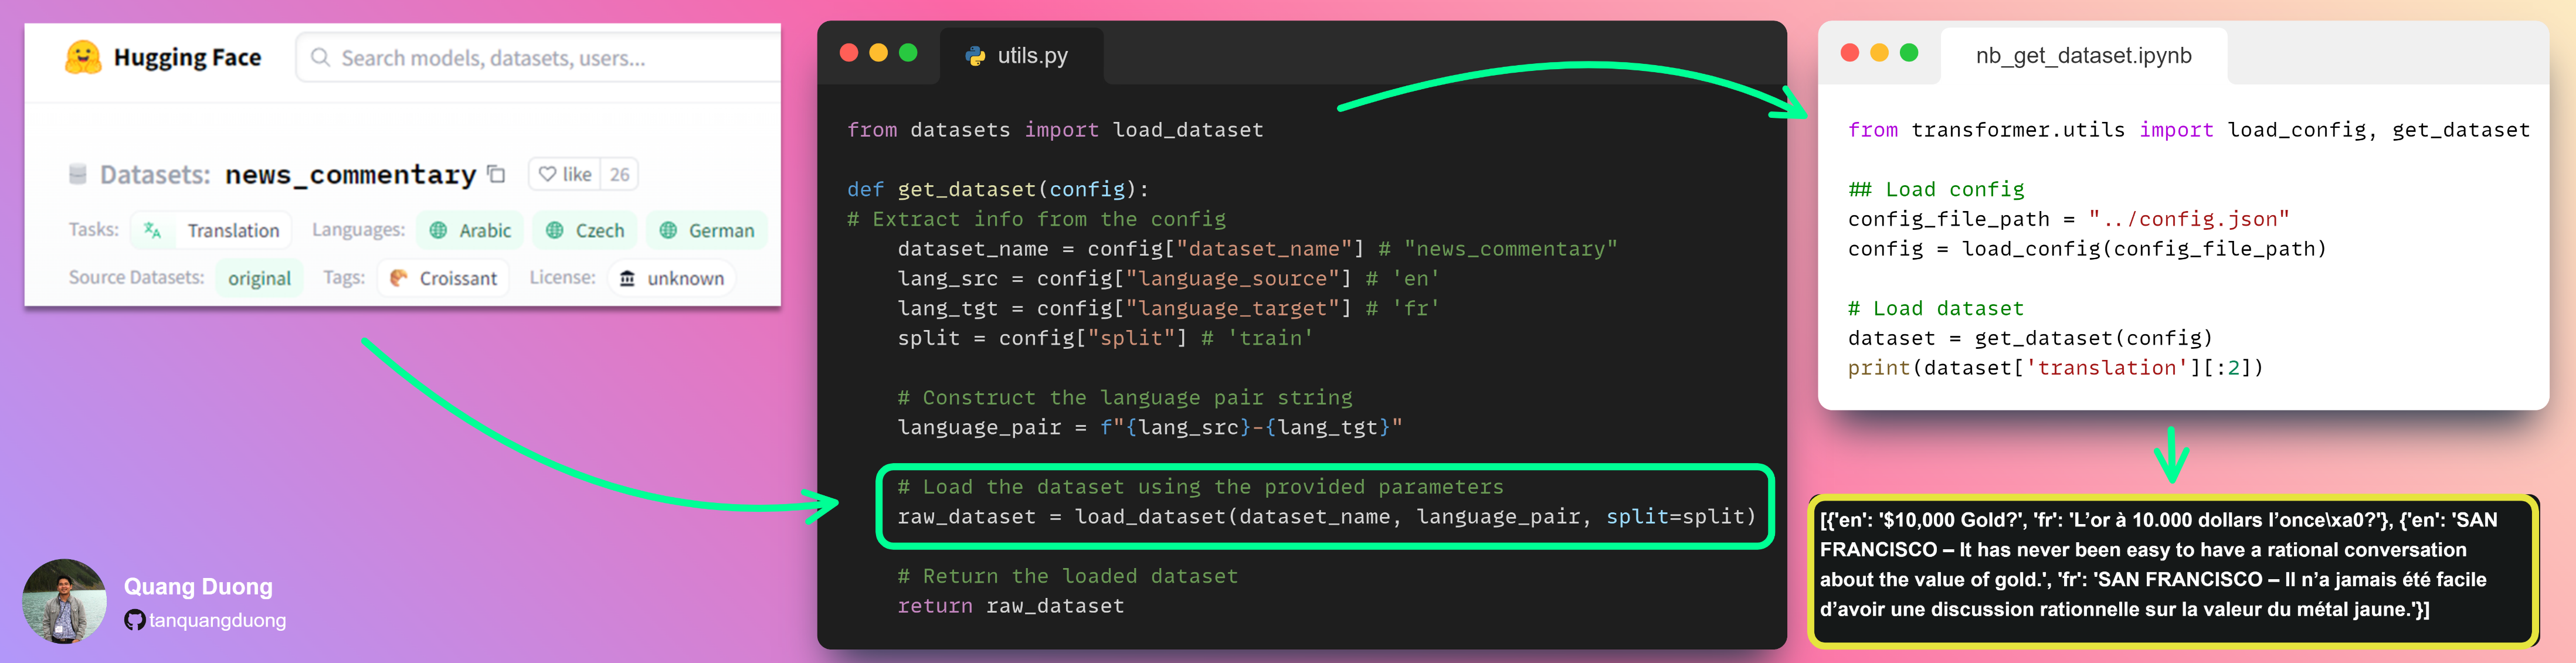 Hugging Face
Search models, datasets, users...
Datasets: news_commentary
like 26
Tasks: Translation Languages: Arabic Czech German
Source Datasets: original Tags: Croissant License: unknown
Quang Duong
tanquangduong
utils.py
from datasets import load_dataset
def get_dataset(config):
# Extract info from the config
dataset_name = config["dataset_name"] # "news_commentary"
lang_src = config["language_source"] # 'en'
lang_tgt = config["language_target"] # 'fr'
split = config["split"] # 'train'
# Construct the language pair string
language_pair = f"{lang_src}-{lang_tgt}"
# Load the dataset using the provided parameters
raw_dataset = load_dataset(dataset_name, language_pair, split=split)
# Return the loaded dataset
return raw_dataset
nb_get_dataset.ipynb
from transformer.utils import load_config, get_dataset
## Load config
config_file_path = "../config.json"
config = load_config(config_file_path)
# Load dataset
dataset = get_dataset(config)
print(dataset['translation'][:2])
[{'en': '$10,000 Gold?', 'fr': 'L’or à 10.000 dollars l’once\xa0?'}, {'en': 'SAN
FRANCISCO – It has never been easy to have a rational conversation
about the value of gold.', 'fr': 'SAN FRANCISCO – Il n’a jamais été facile
d’avoir une discussion rationnelle sur la valeur du métal jaune.'}]